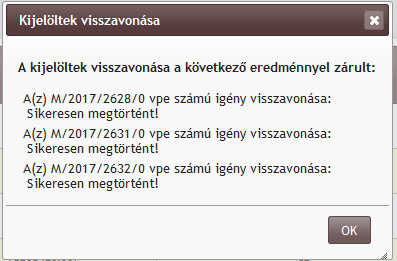 Kijelöltek visszavonása
A kijelöltek visszavonása a következő eredménnyel zárult:
A(z) M/2017/2628/0 vpe számú igény visszavonása:
Sikeresen megtörtént!
A(z) M/2017/2631/0 vpe számú igény visszavonása:
Sikeresen megtörtént!
A(z) M/2017/2632/0 vpe számú igény visszavonása:
Sikeresen megtörtént!
OK